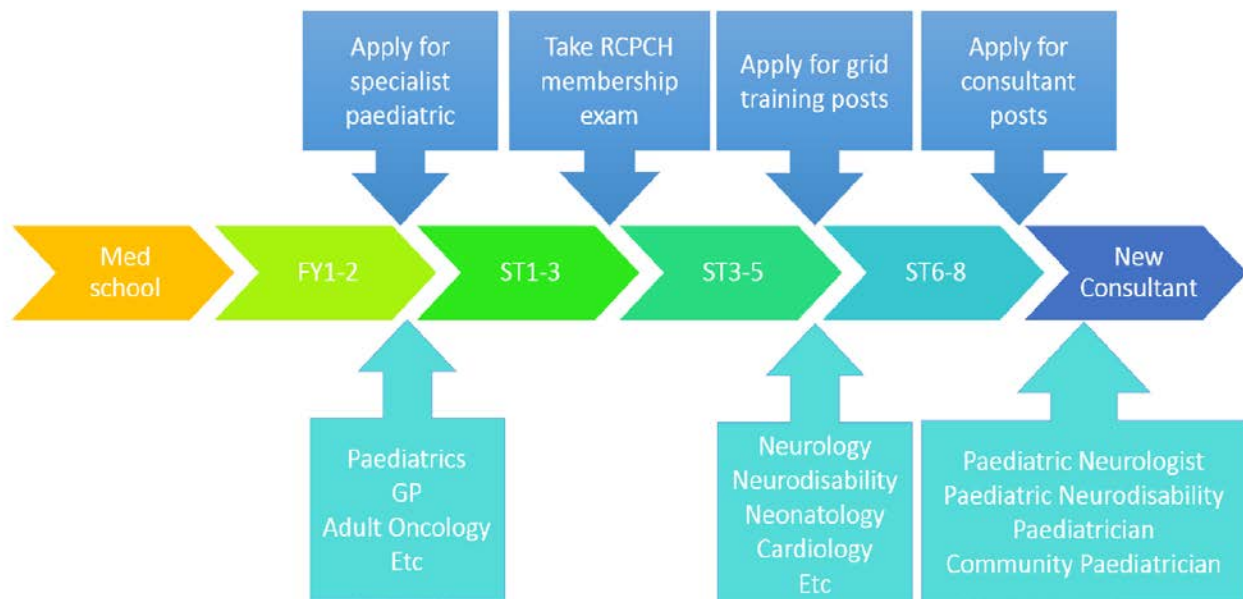 Apply for
specialist
paediatric
Take RCPCH
membership
exam
Apply for grid
training posts
Apply for
consultant
posts
Med
school
FY1-2
ST1-3
ST3-5
ST6-8
New
Consultant
Paediatrics
GP
Adult Oncology
Etc
Neurology
Neurodisability
Neonatology
Cardiology
Etc
Paediatric Neurologist
Paediatric Neurodisability
Paediatrician
Community Paediatrician